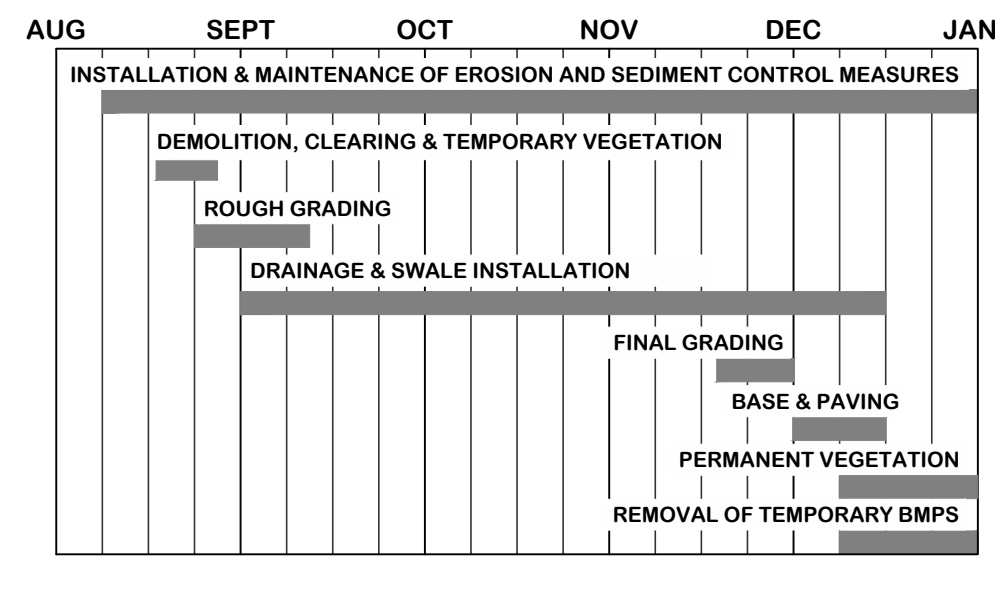 AUG SEPT OCT NOV DEC JAN
INSTALLATION & MAINTENANCE OF EROSION AND SEDIMENT CONTROL MEASURES
DEMOLITION, CLEARING & TEMPORARY VEGETATION
ROUGH GRADING
DRAINAGE & SWALE INSTALLATION
FINAL GRADING
BASE & PAVING
PERMANENT VEGETATION
REMOVAL OF TEMPORARY BMPS